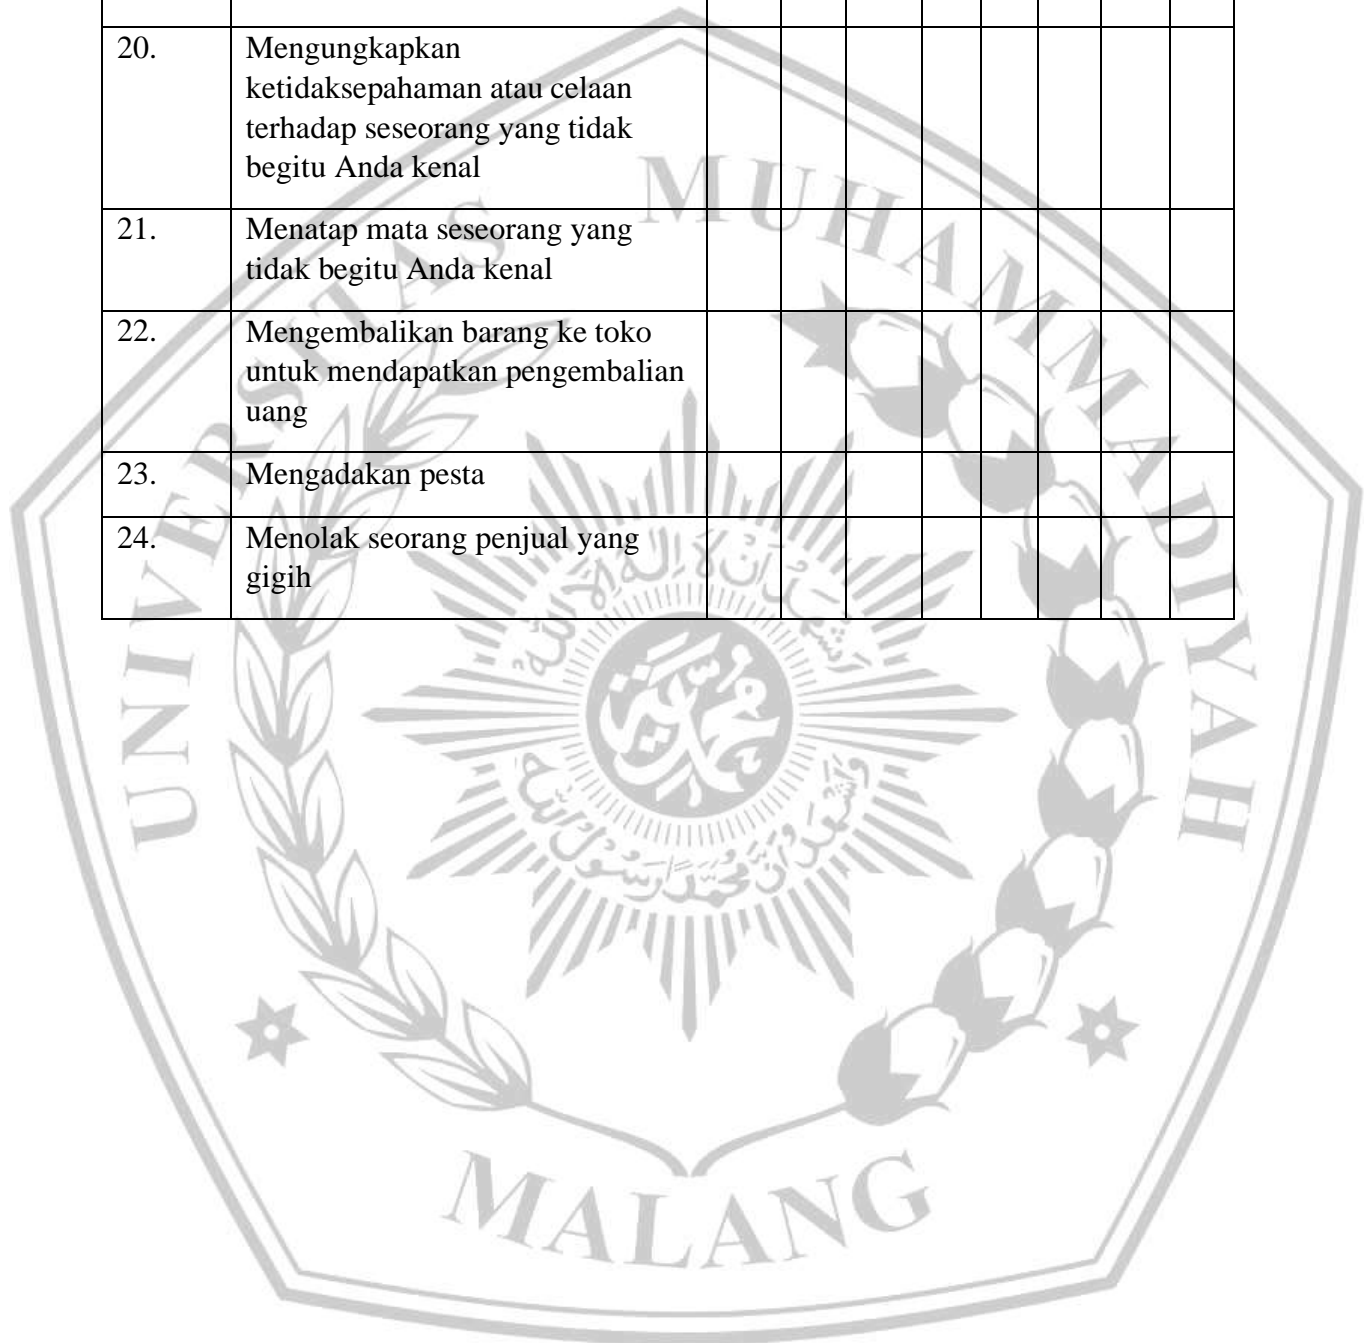 20.
Mengungkapkan
ketidaksepahaman atau celaan
terhadap seseorang yang tidak
begitu Anda kenal
21.
Menatap mata seseorang yang
tidak begitu Anda kenal
22.
Mengembalikan barang ke toko
untuk mendapatkan pengembalian
uang
23.
Mengadakan pesta
24.
Menolak seorang penjual yang
gigih
UNIVERSITAS MUHAMMADIYAH
MALANG